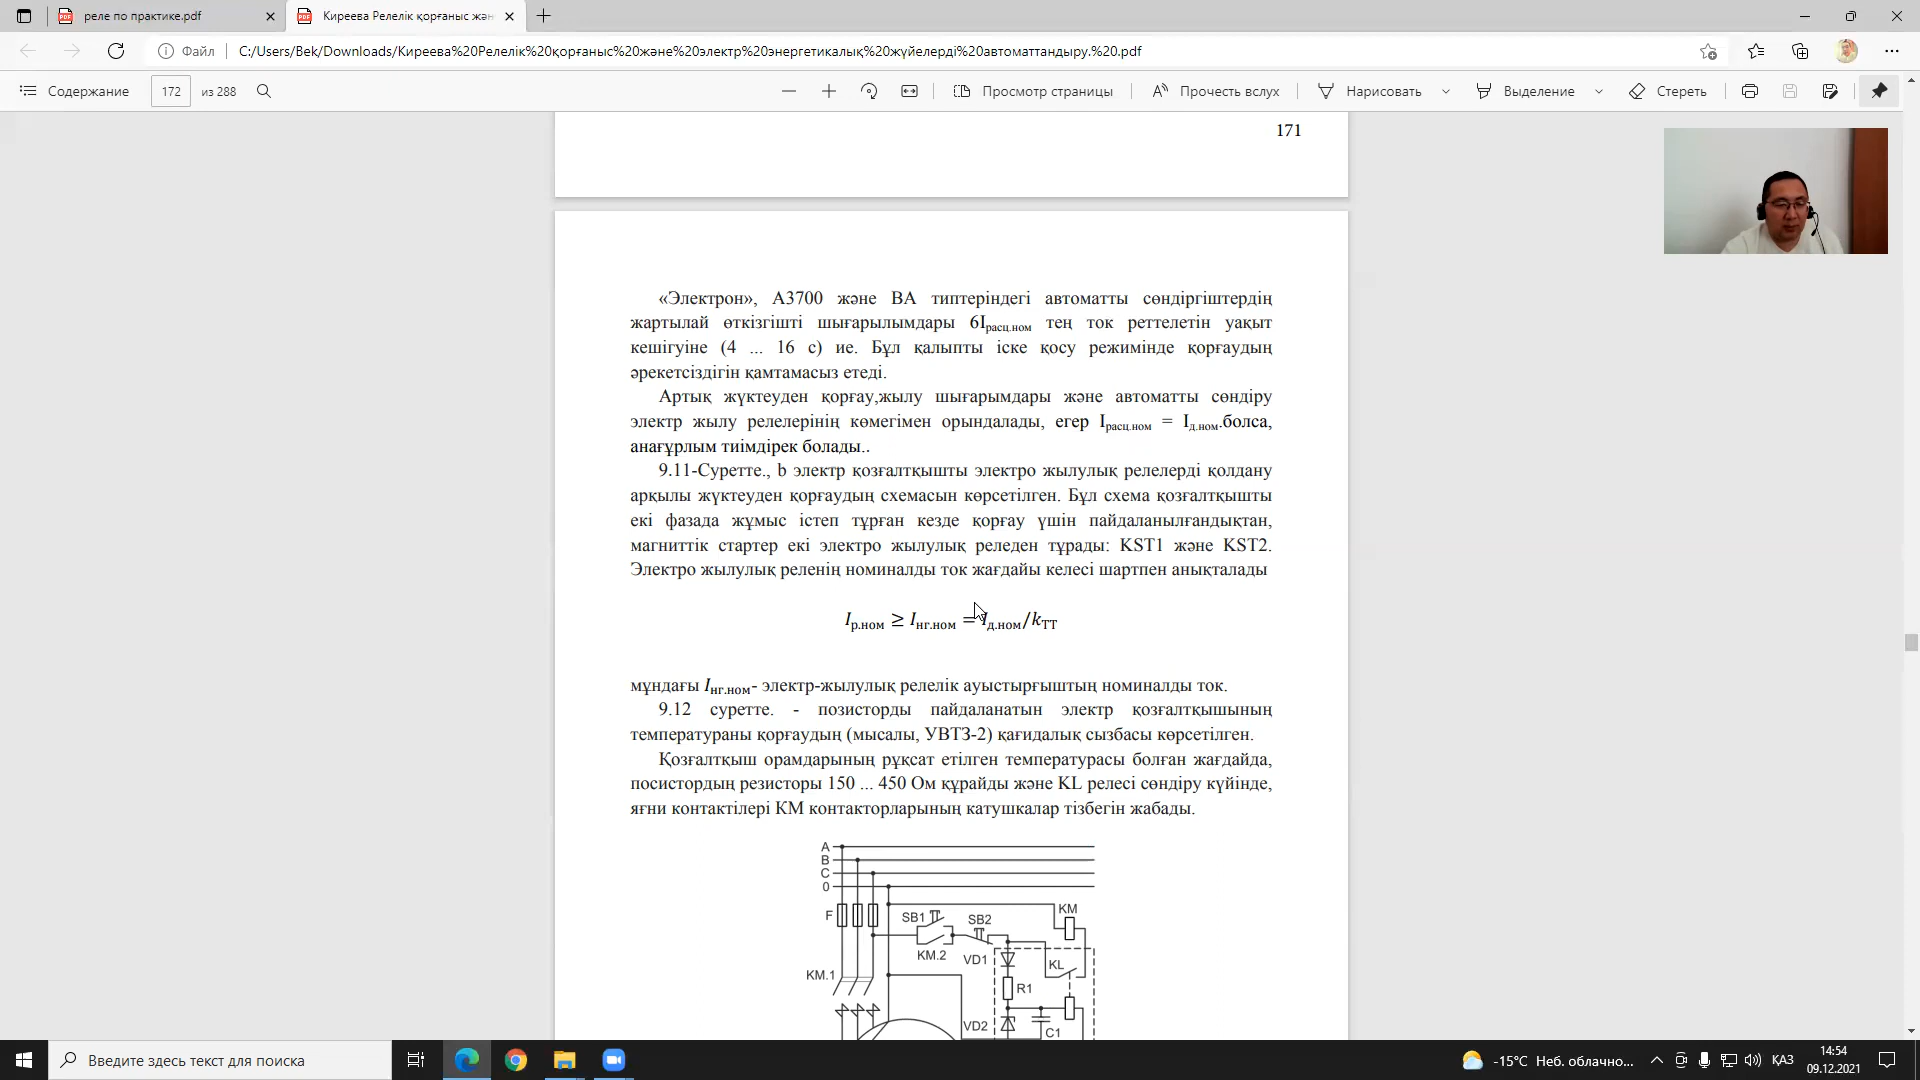 реле по практике.pdf
Киреева Релелік қорғаныс жән
Файл
C:/Users/Bek/Downloads/Киреева%20Релелік%20қорғаныс%20және%20электр%20энергетикалық%20жүйелерді%20автоматтандыру.%20.pdf
Содержание
172
из 288
Просмотр страницы
Прочесть вслух
Нарисовать
Выделение
Стереть
171
«Электрон», А3700 және ВА типтеріндегі автоматты сөндіргіштердің
жартылай өткізгішті шығарылымдары 6Iрасц.ном тең ток реттелетін уақыт
кешігуіне (4 ... 16 с) ие. Бұл қалыпты іске қосу режимінде қорғаудың
әрекетсіздігін қамтамасыз етеді.
Артық жүктеуден қорғау,жылу шығарымдары және автоматты сөндіру
электр жылу релелерінің көмегімен орындалады, егер Iрасц.ном = Iд.ном.болса,
анағұрлым тиімдірек болады..
9.11-Суретте., b электр қозғалтқышты электро жылулық релелерді қолдану
арқылы жүктеуден қорғаудың схемасын көрсетілген. Бұл схема қозғалтқышты
екі фазада жұмыс істеп тұрған кезде қорғау үшін пайдаланылғандықтан,
магниттік стартер екі электро жылулық реледен тұрады: KST1 және KST2.
Электро жылулық реленің номиналды ток жағдайы келесі шартпен анықталады
Iр.ном ≥ Iнг.ном = Iд.ном/kТТ
мұндағы Iнг.ном- электр-жылулық релелік ауыстырғыштың номиналды ток.
9.12 суретте. - позисторды пайдаланатын электр қозғалтқышының
температураны қорғаудың (мысалы, УВТЗ-2) қағидалық сызбасы көрсетілген.
Қозғалтқыш орамдарының рұқсат етілген температурасы болған жағдайда,
посистордың резисторы 150 ... 450 Ом құрайды және KL релесі сөндіру күйінде,
яғни контактілері КМ контакторларының катушкалар тізбегін жабады.
A
B
C
0
F
SB1
SB2
KM
KM.2
VD1
KL
KM.1
R1
VD2
C1
Введите здесь текст для поиска
-15°C Неб. облачно...
ҚАЗ
14:54
09.12.2021